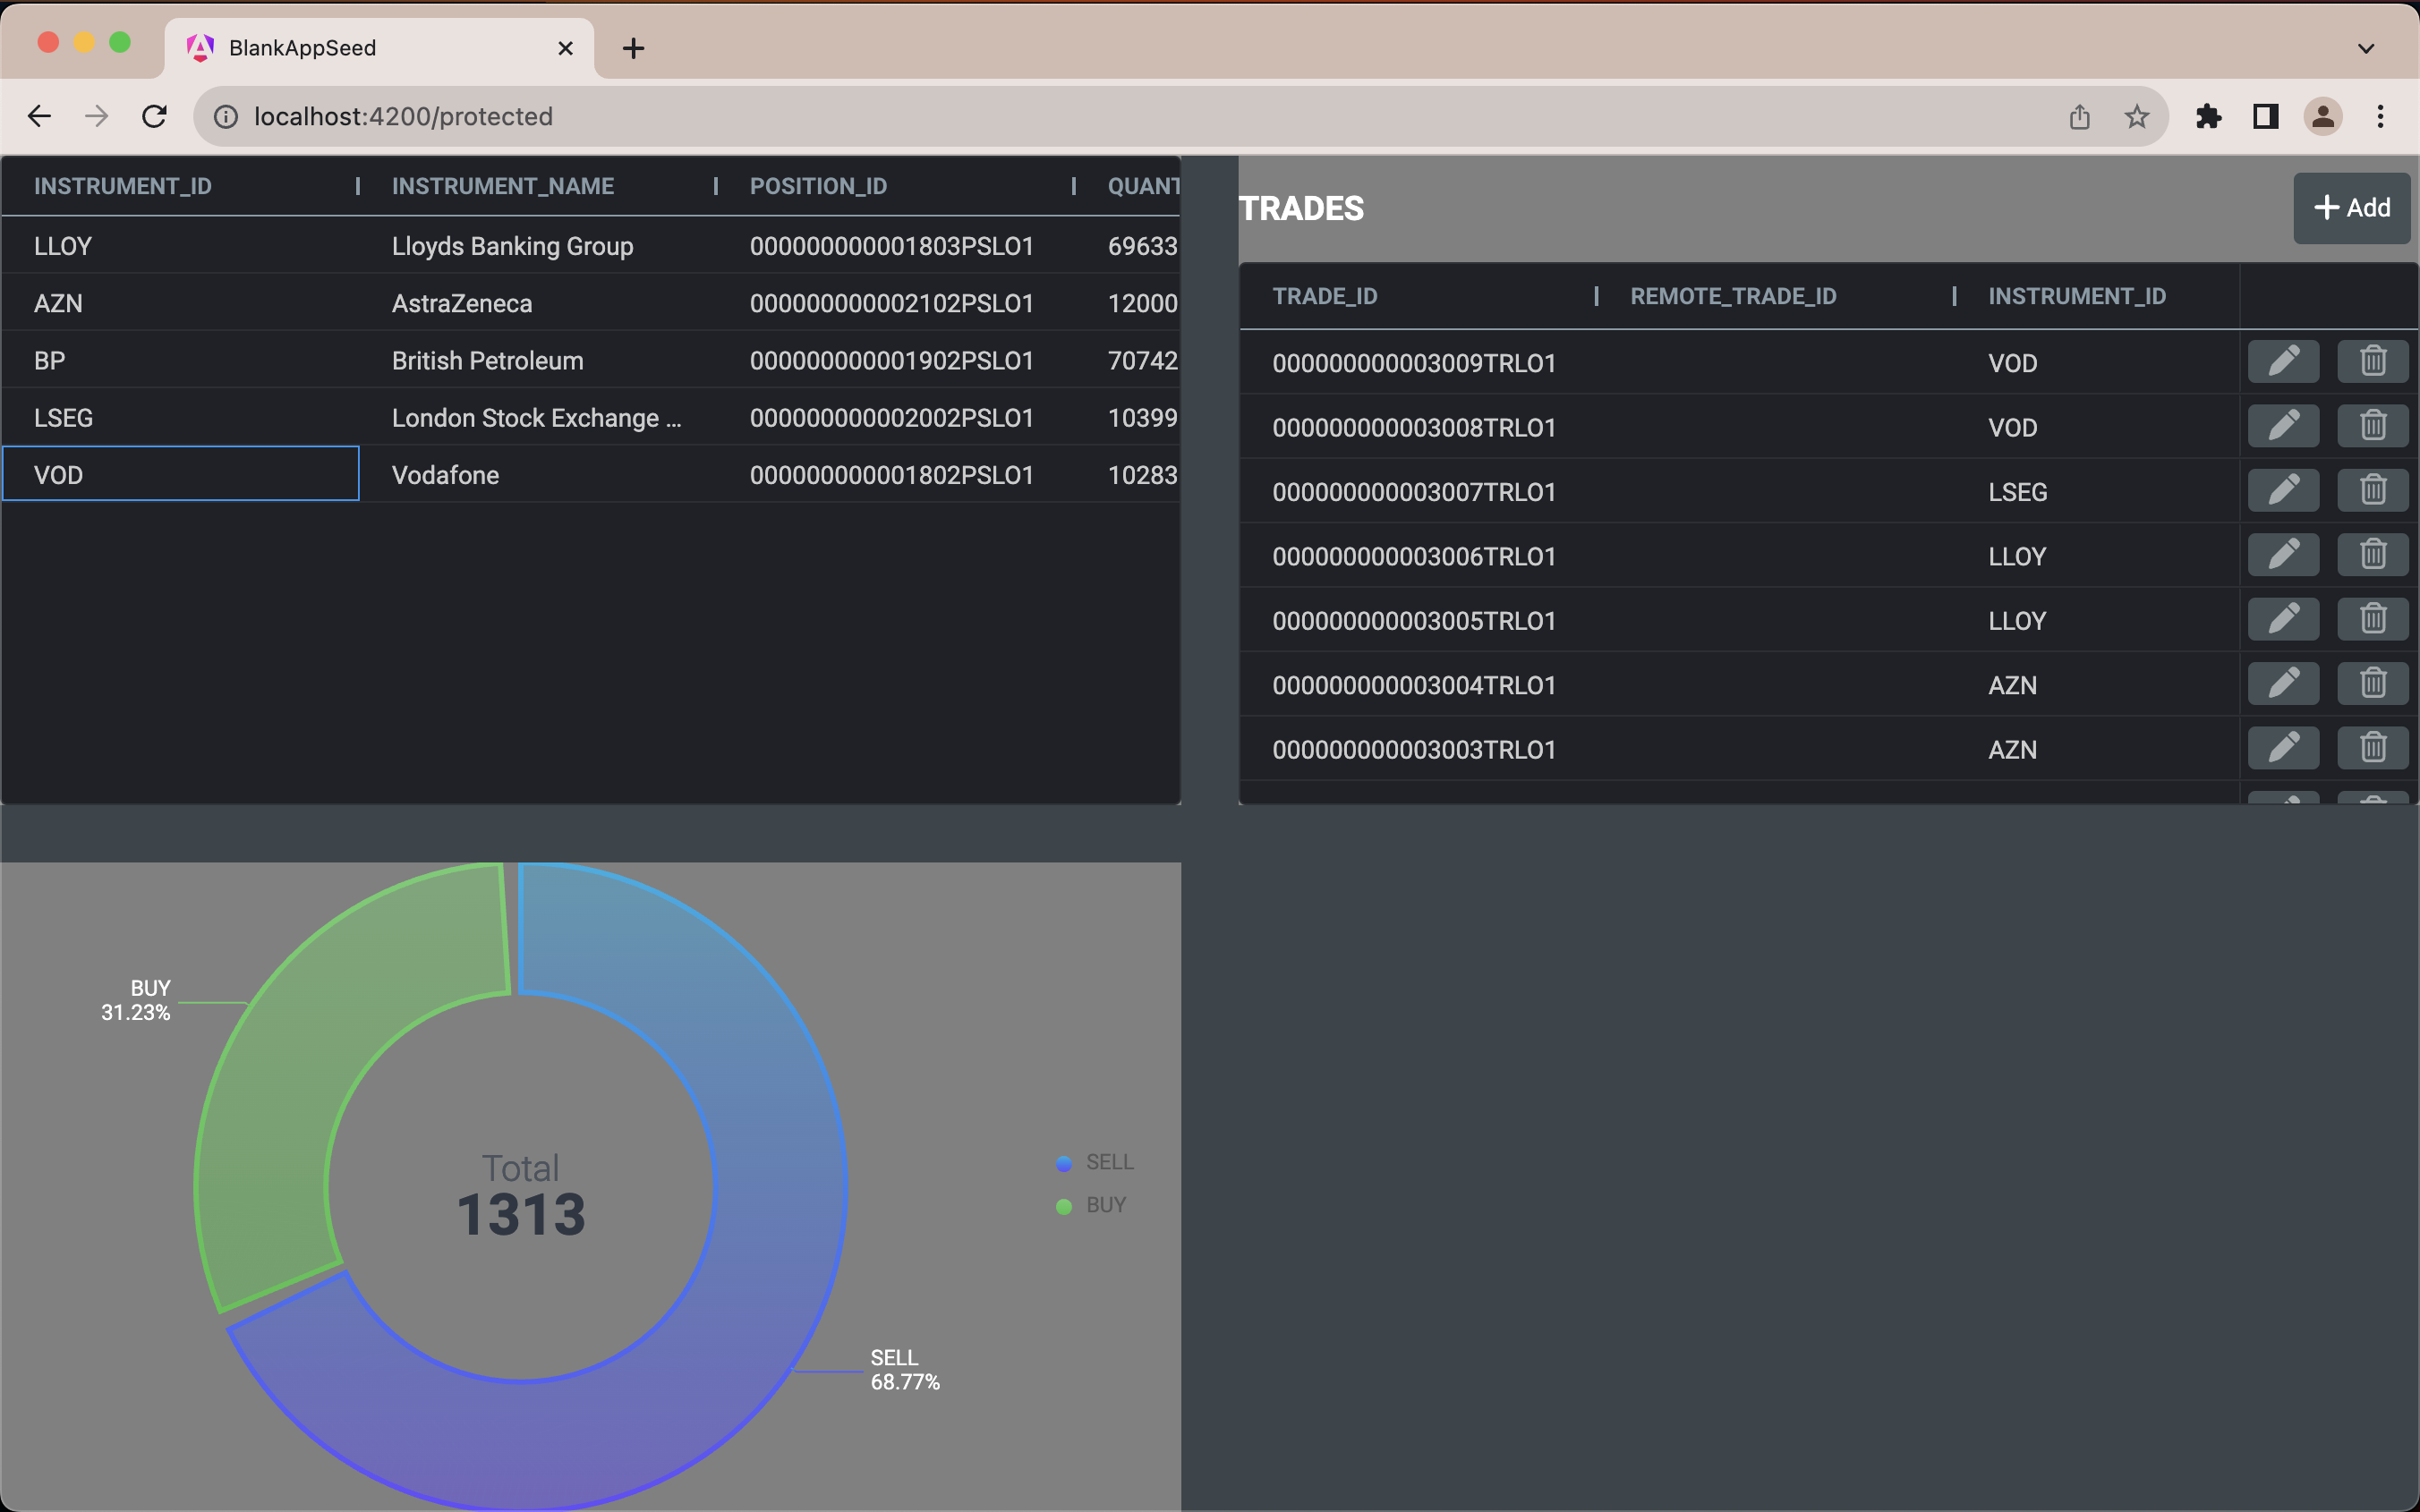 BlankAppSeed
localhost:4200/protected
INSTRUMENT_ID INSTRUMENT_NAME POSITION_ID QUANT
LLOY Lloyds Banking Group 000000000001803PSLO1 69633
AZN AstraZeneca 000000000002102PSLO1 12000
BP British Petroleum 000000000001902PSLO1 70742
LSEG London Stock Exchange ... 000000000002002PSLO1 10399
VOD Vodafone 000000000001802PSLO1 10283
TRADES
Add
TRADE_ID REMOTE_TRADE_ID INSTRUMENT_ID
000000000003009TRLO1 VOD
000000000003008TRLO1 VOD
000000000003007TRLO1 LSEG
000000000003006TRLO1 LLOY
000000000003005TRLO1 LLOY
000000000003004TRLO1 AZN
000000000003003TRLO1 AZN
BUY
31.23%
Total
1313
SELL
BUY
SELL
68.77%